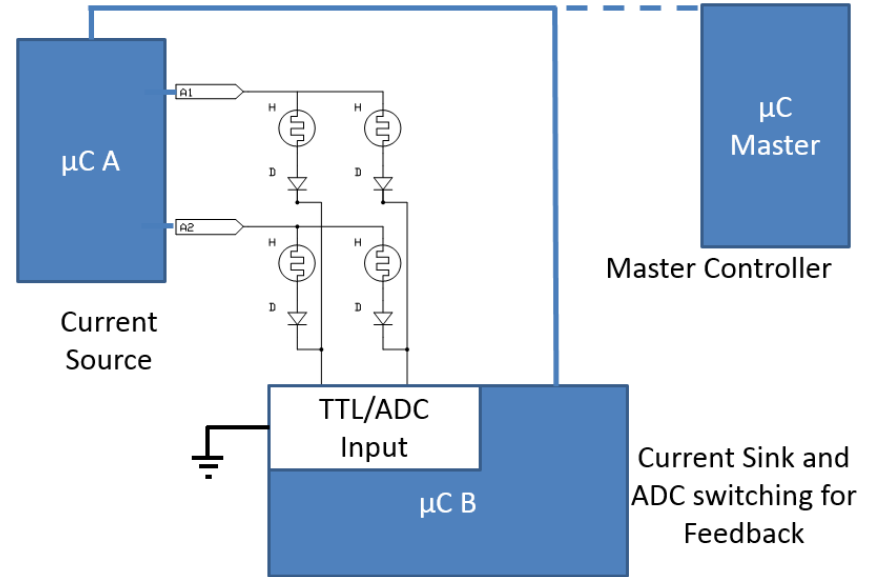 µC A
A1
A2
H
H
D
D
H
H
D
D
Current
Source
µC
Master
Master Controller
TTL/ADC
Input
µC B
Current Sink and
ADC switching for
Feedback